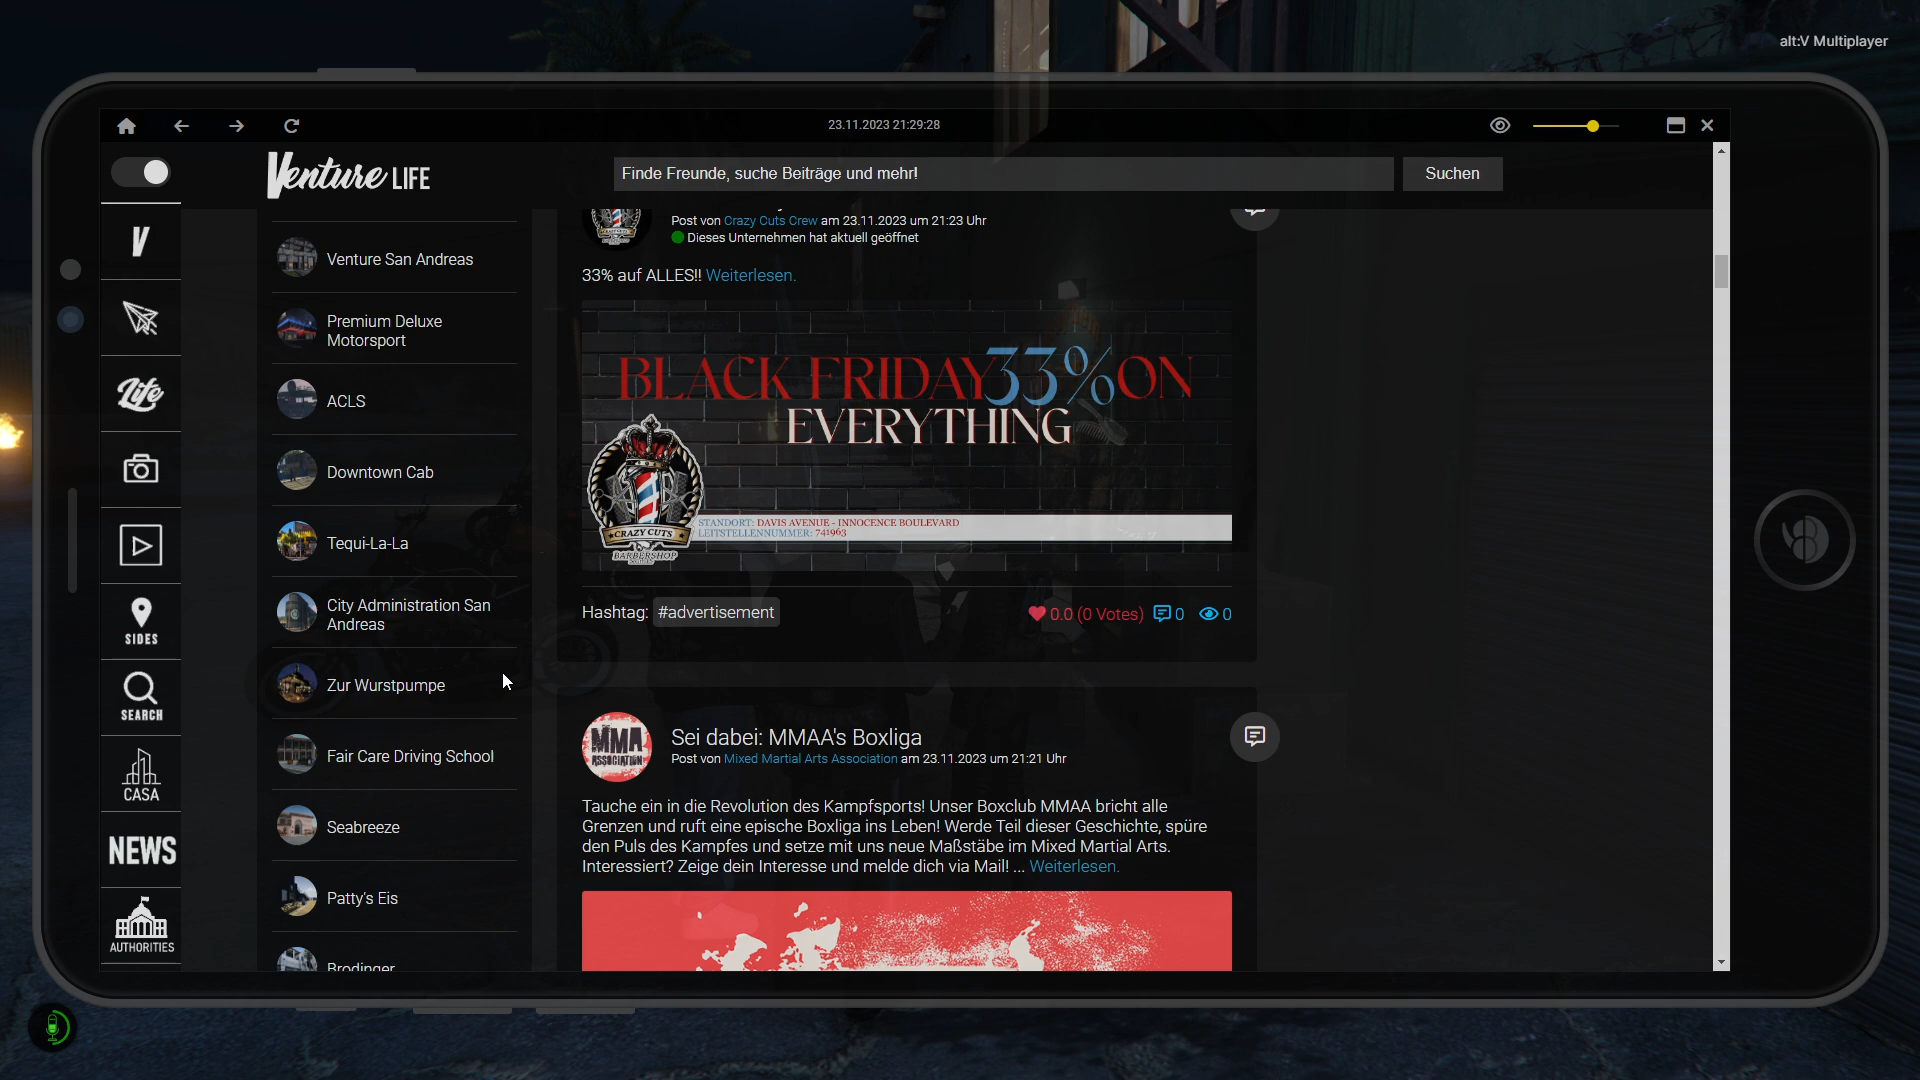 alt:V Multiplayer
23.11.2023 21:29:28
Venture LIFE
Finde Freunde, suche Beiträge und mehr!
Suchen
V
Life
SIDES
SEARCH
CASA
NEWS
AUTHORITIES
Venture San Andreas
Premium Deluxe
Motorsport
ACLS
Downtown Cab
Tequi-La-La
City Administration San
Andreas
Zur Wurstpumpe
Fair Care Driving School
Seabreeze
Patty's Eis
Brodinger
Post von Crazy Cuts Crew am 23.11.2023 um 21:23 Uhr
Dieses Unternehmen hat aktuell geöffnet
33% auf ALLES!! Weiterlesen.
BLACK FRIDAY 33% ON
EVERYTHING
CRAZY CUTS
BARBERSHOP
STANDORT: DAVIS AVENUE - INNOCENCE BOULEVARD
LEITSTELLENNUMMER: 741963
Hashtag: #advertisement
0.0 (0 Votes) 0 0
MMA
ASSOCIATION
Sei dabei: MMAA's Boxliga
Post von Mixed Martial Arts Association am 23.11.2023 um 21:21 Uhr
Tauche ein in die Revolution des Kampfsports! Unser Boxclub MMAA bricht alle
Grenzen und ruft eine epische Boxliga ins Leben! Werde Teil dieser Geschichte, spüre
den Puls des Kampfes und setze mit uns neue Maßstäbe im Mixed Martial Arts.
Interessiert? Zeige dein Interesse und melde dich via Mail! ... Weiterlesen.